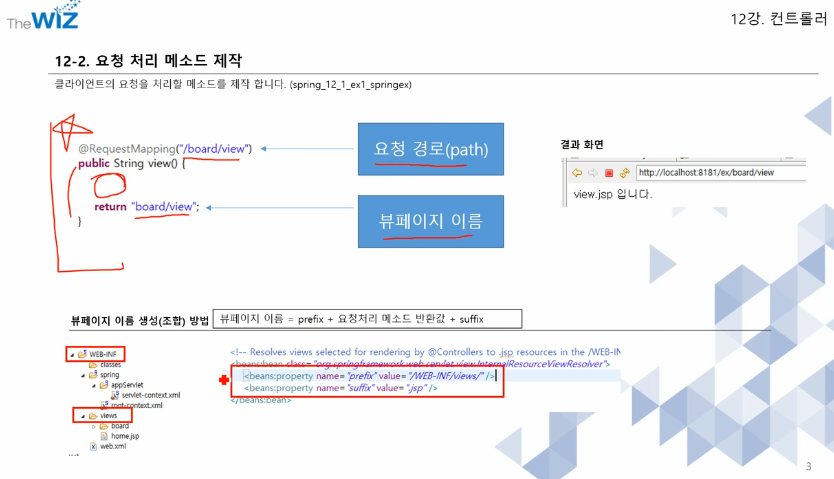 The WIZ
12강. 컨트롤러
12-2. 요청 처리 메소드 제작
클라이언트의 요청을 처리할 메소드를 제작 합니다. (spring_12_1_ex1_springex)
@RequestMapping("/board/view")
public String view() {
return "board/view";
}
요청 경로(path)
뷰페이지 이름
결과 화면
http://localhost:8181/ex/board/view
view.jsp 입니다.
뷰페이지 이름 생성(조합) 방법
뷰페이지 이름 = prefix + 요청처리 메소드 반환값 + suffix
WEB-INF
classes
spring
appServlet
servlet-context.xml
root-context.xml
views
board
home.jsp
web.xml
<!-- Resolves views selected for rendering by @Controllers to .jsp resources in the /WEB-IN
<beans:bean class="org.springframework.web.servlet.view.InternalResourceViewResolver">
<beans:property name="prefix" value="/WEB-INF/views/" />
<beans:property name="suffix" value=".jsp" />
</beans:bean>
3